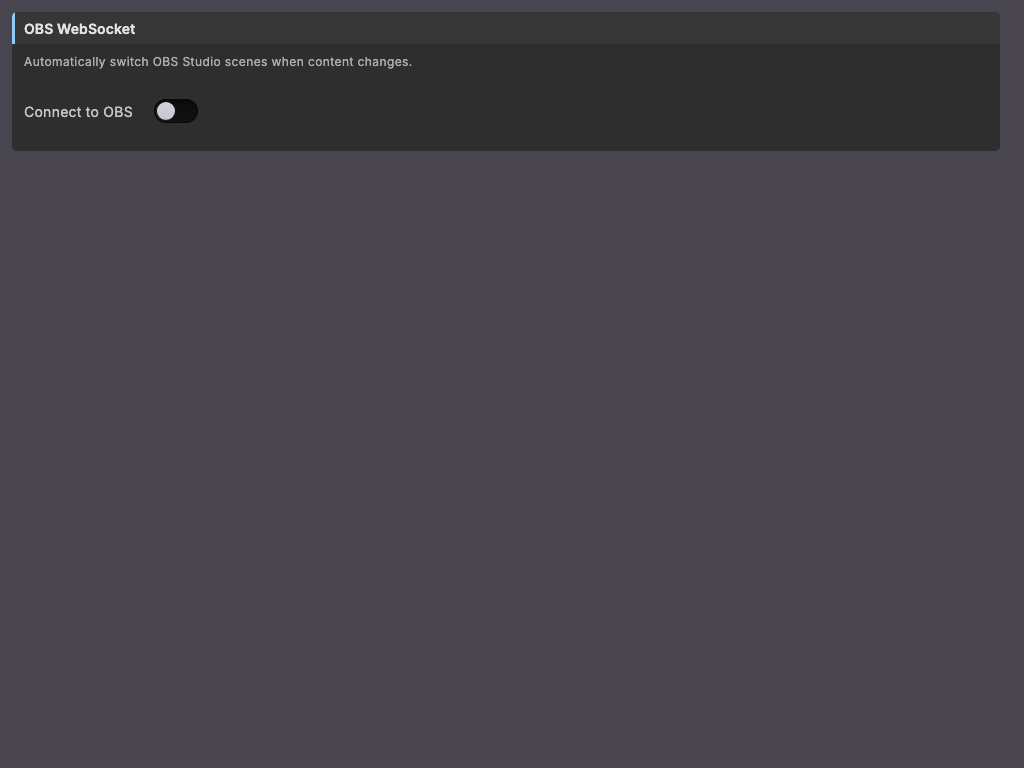 OBS WebSocket
Automatically switch OBS Studio scenes when content changes.
Connect to OBS